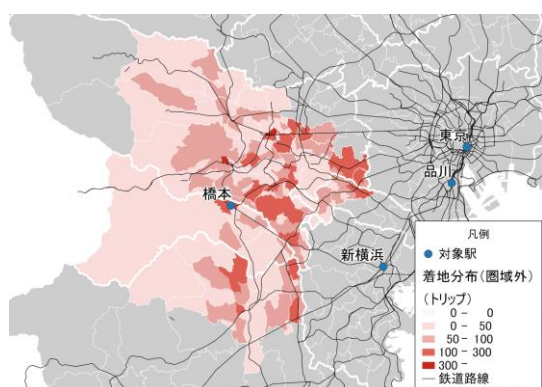 東京
品川
橋本
新横浜
凡例
対象駅
着地分布(圏域外)
(トリップ)
0 - 0
0 - 50
50 - 100
100 - 300
300 -
鉄道路線